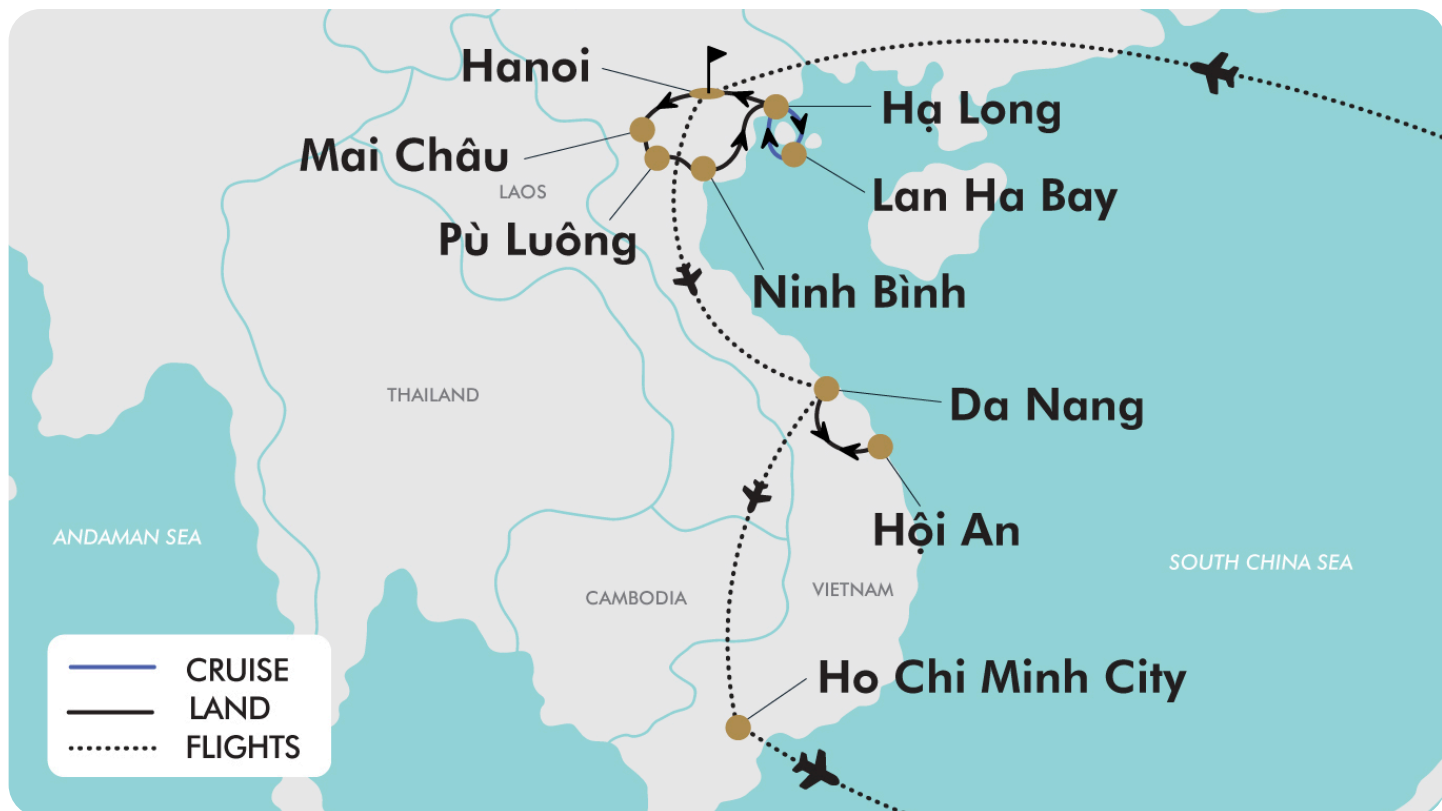 Hanoi
Hạ Long
Mai Châu
LAOS
Lan Ha Bay
Pù Luông
Ninh Bình
THAILAND
Da Nang
Hội An
ANDAMAN SEA
SOUTH CHINA SEA
CAMBODIA
VIETNAM
Ho Chi Minh City
CRUISE
LAND
FLIGHTS